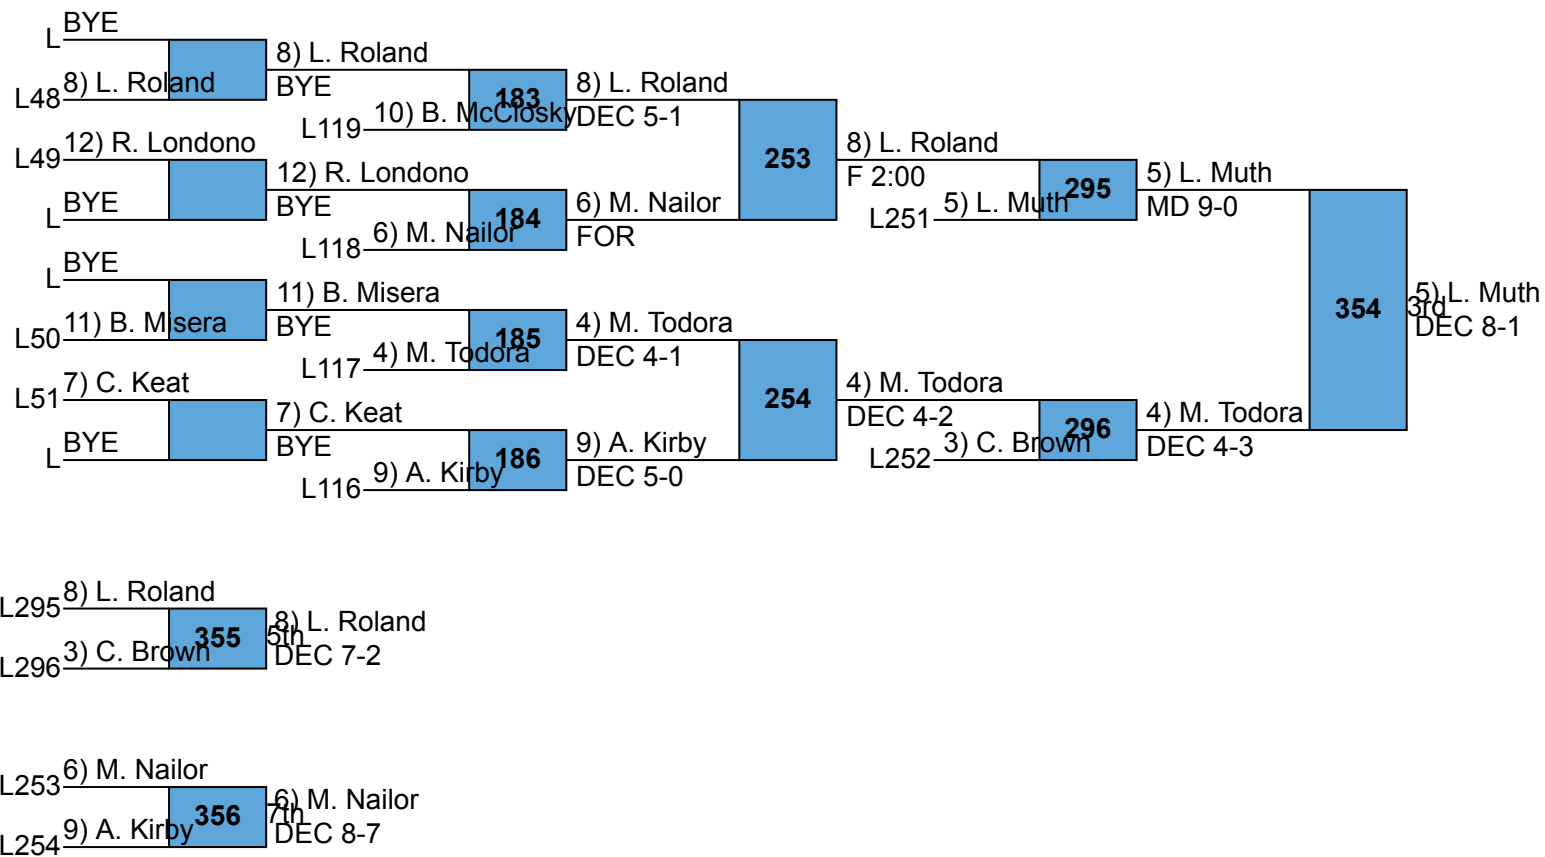 L BYE
L48 8) L. Roland
8) L. Roland
BYE
L119 10) B. McClosky
183
8) L. Roland
DEC 5-1
L49 12) R. Londono
L BYE
12) R. Londono
BYE
L118 6) M. Nailor
184
6) M. Nailor
FOR
253
8) L. Roland
F 2:00
L251 5) L. Muth
295
5) L. Muth
MD 9-0
L BYE
L50 11) B. Misera
11) B. Misera
BYE
L117 4) M. Todora
185
4) M. Todora
DEC 4-1
L51 7) C. Keat
L BYE
7) C. Keat
BYE
L116 9) A. Kirby
186
9) A. Kirby
DEC 5-0
254
4) M. Todora
DEC 4-2
L252 3) C. Brown
296
4) M. Todora
DEC 4-3
354
3rd
5) L. Muth
DEC 8-1
L295 8) L. Roland
L296 3) C. Brown
355
5th
8) L. Roland
DEC 7-2
L253 6) M. Nailor
L254 9) A. Kirby
356
7th
6) M. Nailor
DEC 8-7